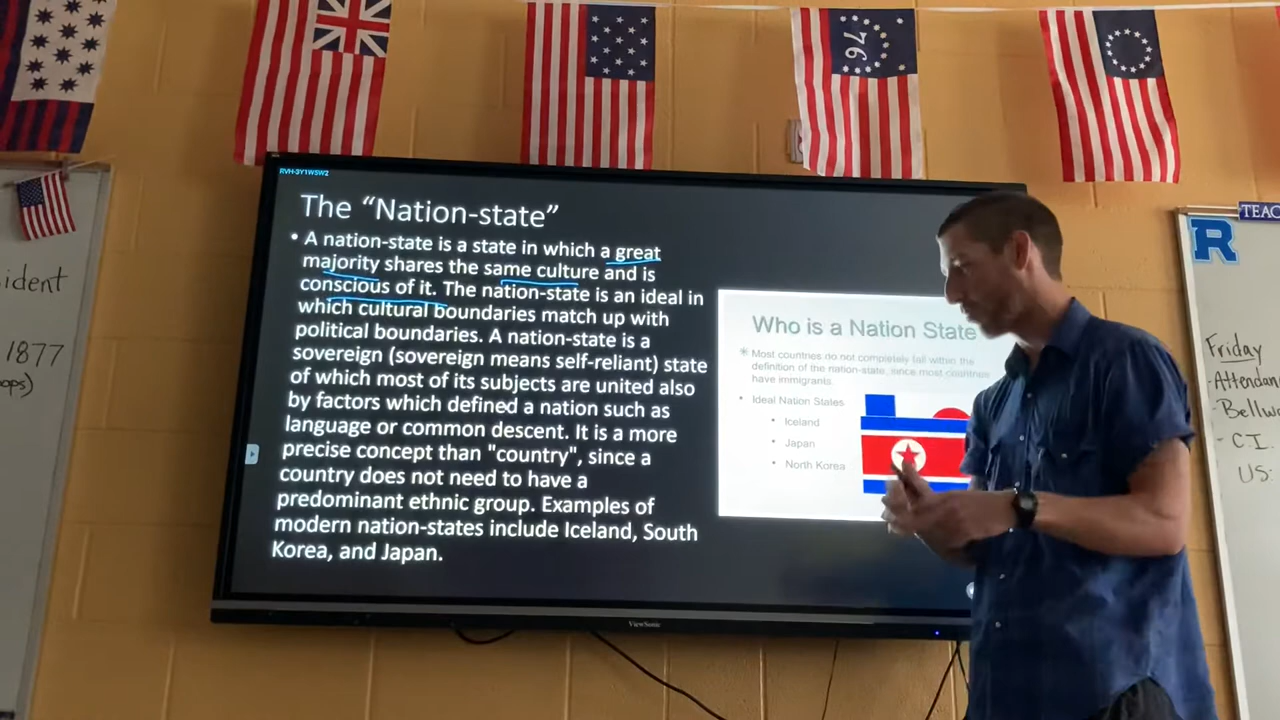 76
RVH-3Y1W5W2
The “Nation-state”
• A nation-state is a state in which a great
majority shares the same culture and is
conscious of it. The nation-state is an ideal in
which cultural boundaries match up with
political boundaries. A nation-state is a
sovereign (sovereign means self-reliant) state
of which most of its subjects are united also
by factors which defined a nation such as
language or common descent. It is a more
precise concept than "country", since a
country does not need to have a
predominant ethnic group. Examples of
modern nation-states include Iceland, South
Korea, and Japan.
Who is a Nation State
Most countries do not completely fall within the
definition of the nation-state, since most countries
have immigrants.
• Ideal Nation States
• Iceland
• Japan
• North Korea
ViewSonic
1877
TEAC
R
Friday
- Bellw
- C.I.
US: